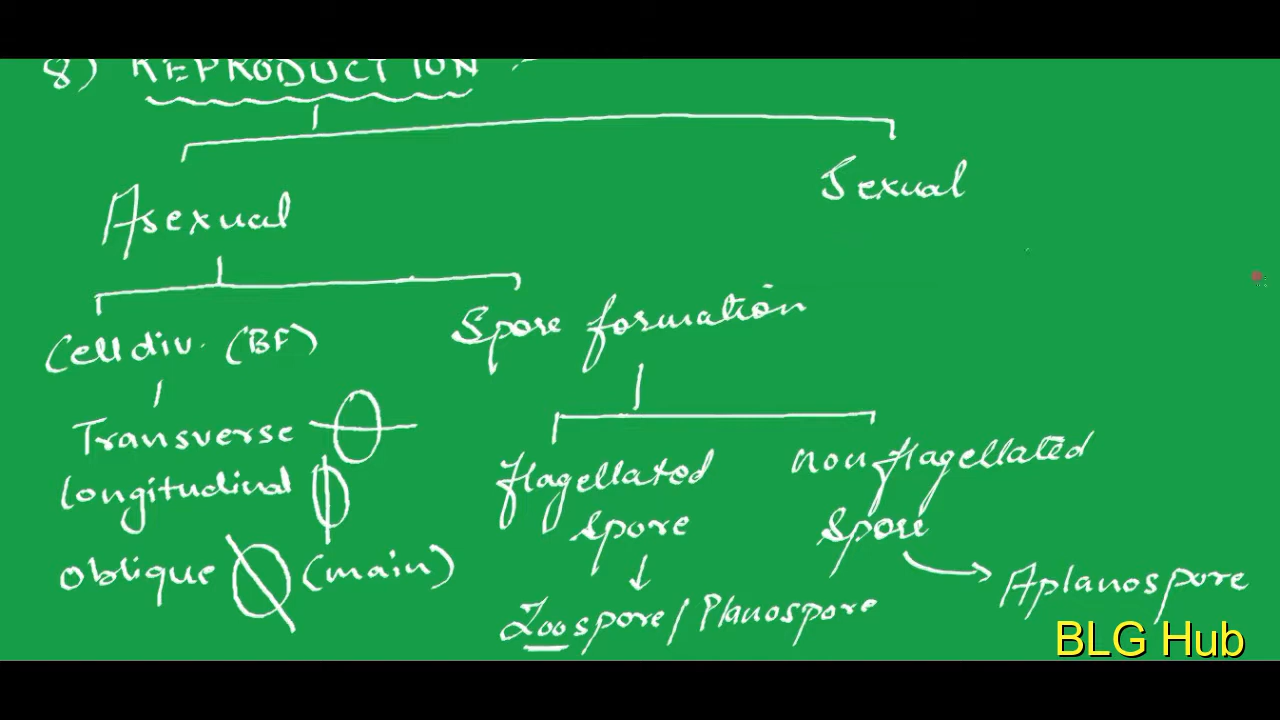 8) REPRODUCTION :-
Asexual
Sexual
Cell div. (BF)
Spore formation
Transverse
longitudinal
oblique (main)
flagellated
spore
Zoospore/Planospore
non flagellated
spore
Aplanospore
BLG Hub